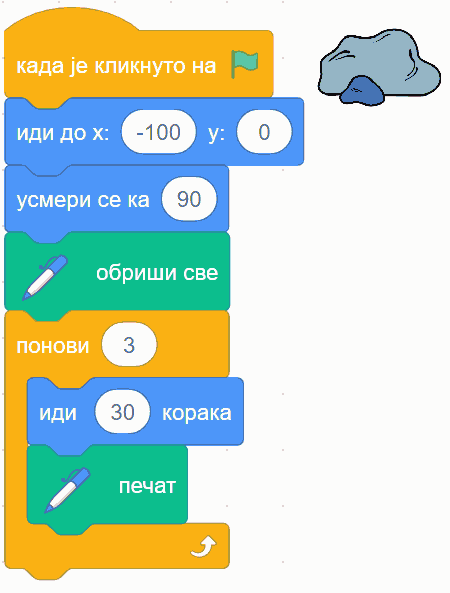 када је кликнуто на
иди до x: -100 y: 0
усмери се ка 90
обриши све
понови 3
иди 30 корака
печат